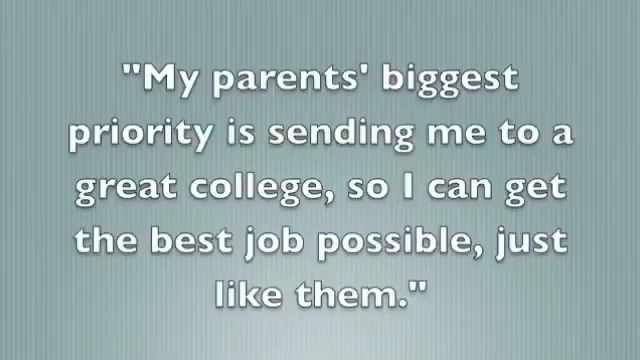 "My parents' biggest
priority is sending me to a
great college, so I can get
the best job possible, just
like them."